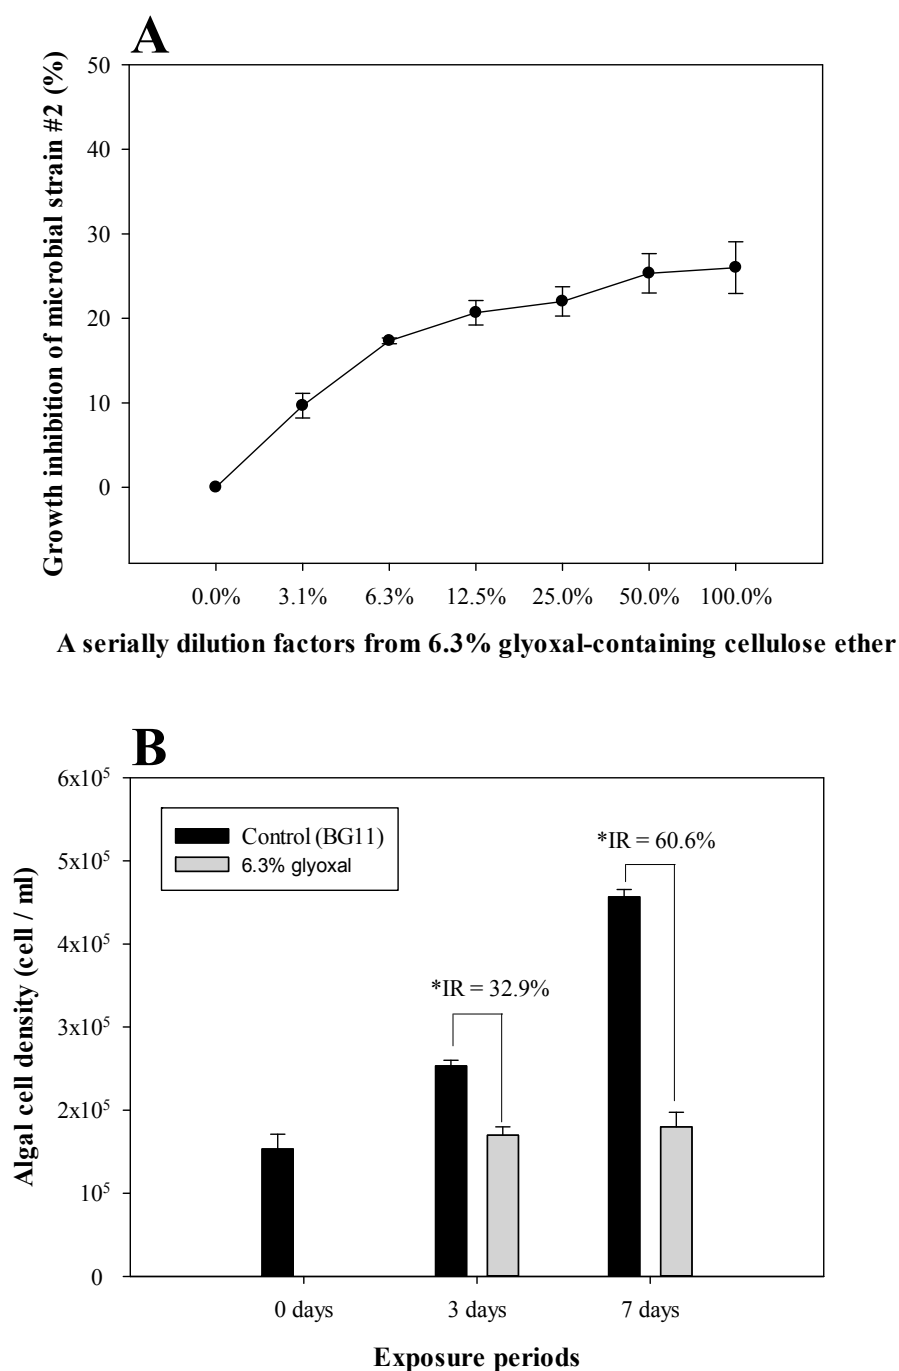 A
Growth inhibition of microbial strain #2 (%)
50
40
30
20
10
0
0.0% 3.1% 6.3% 12.5% 25.0% 50.0% 100.0%
A serially dilution factors from 6.3% glyoxal-containing cellulose ether
B
Algal cell density (cell / ml)
6x10⁵
5x10⁵
4x10⁵
3x10⁵
2x10⁵
10⁵
0
Control (BG11)
6.3% glyoxal
*IR = 32.9%
*IR = 60.6%
0 days 3 days 7 days
Exposure periods